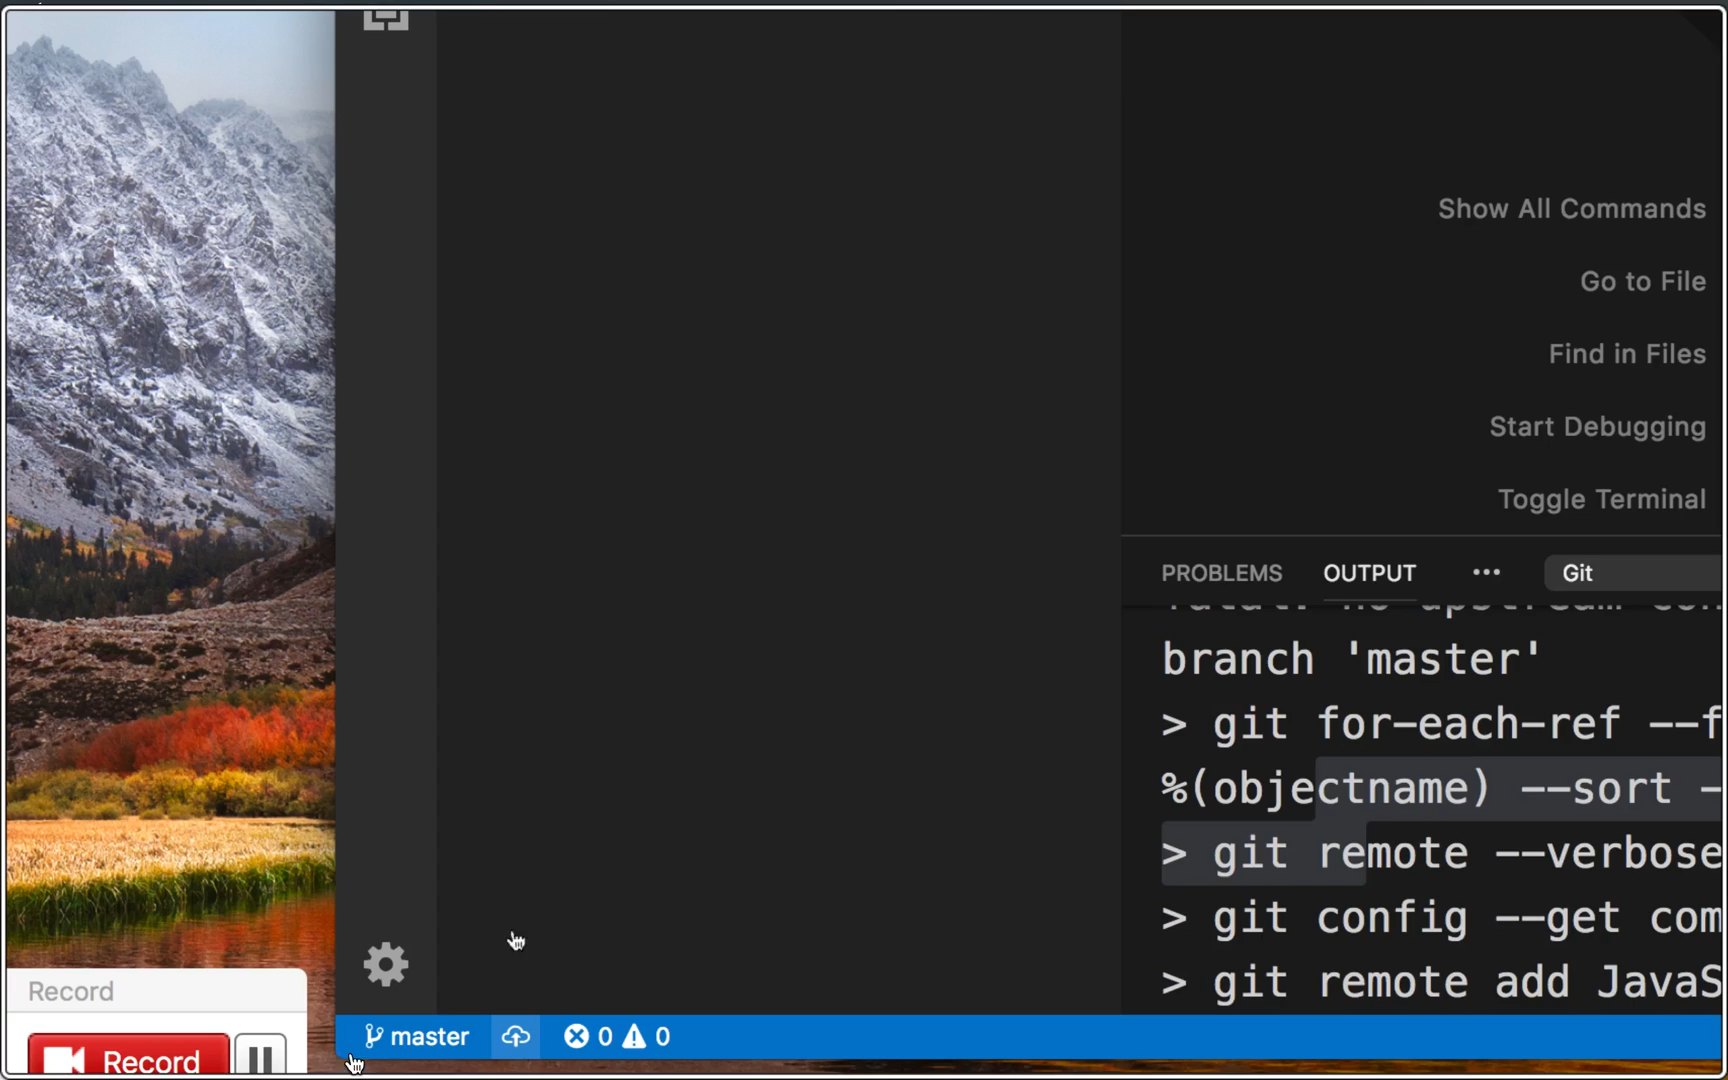 Show All Commands
Go to File
Find in Files
Start Debugging
Toggle Terminal
PROBLEMS OUTPUT ••• Git
branch 'master'
> git for-each-ref --f
%(objectname) --sort -
> git remote --verbose
> git config --get com
> git remote add JavaS
Record
Record
master 0 0